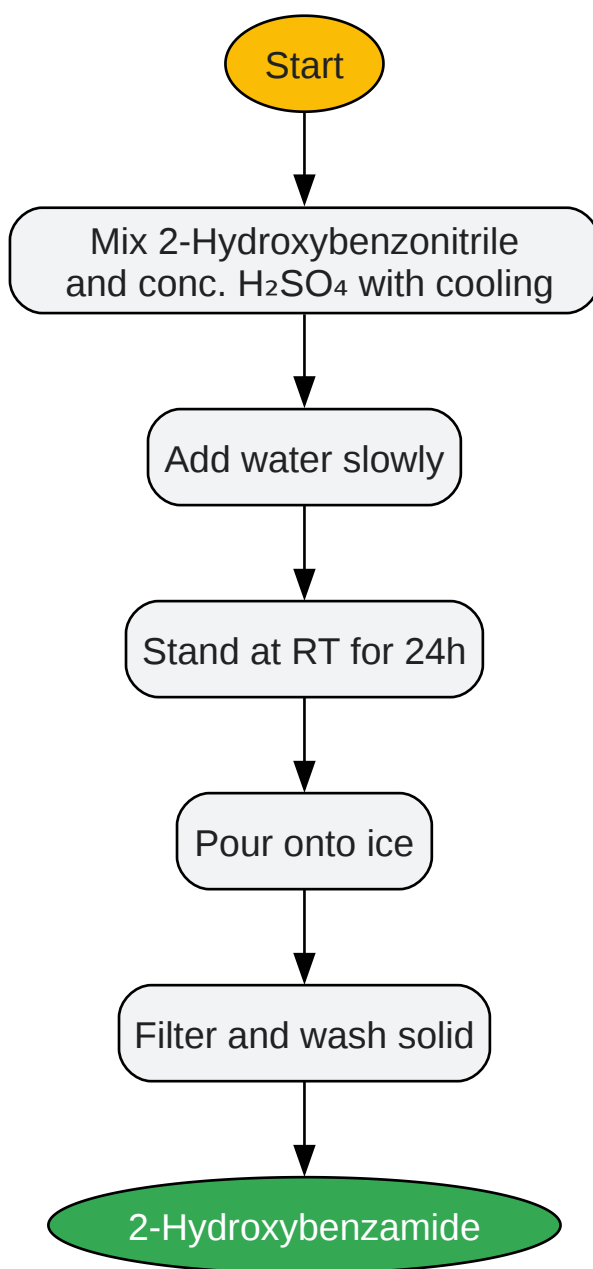 Start
Mix 2-Hydroxybenzonitrile
and conc. H₂SO₄ with cooling
Add water slowly
Stand at RT for 24h
Pour onto ice
Filter and wash solid
2-Hydroxybenzamide